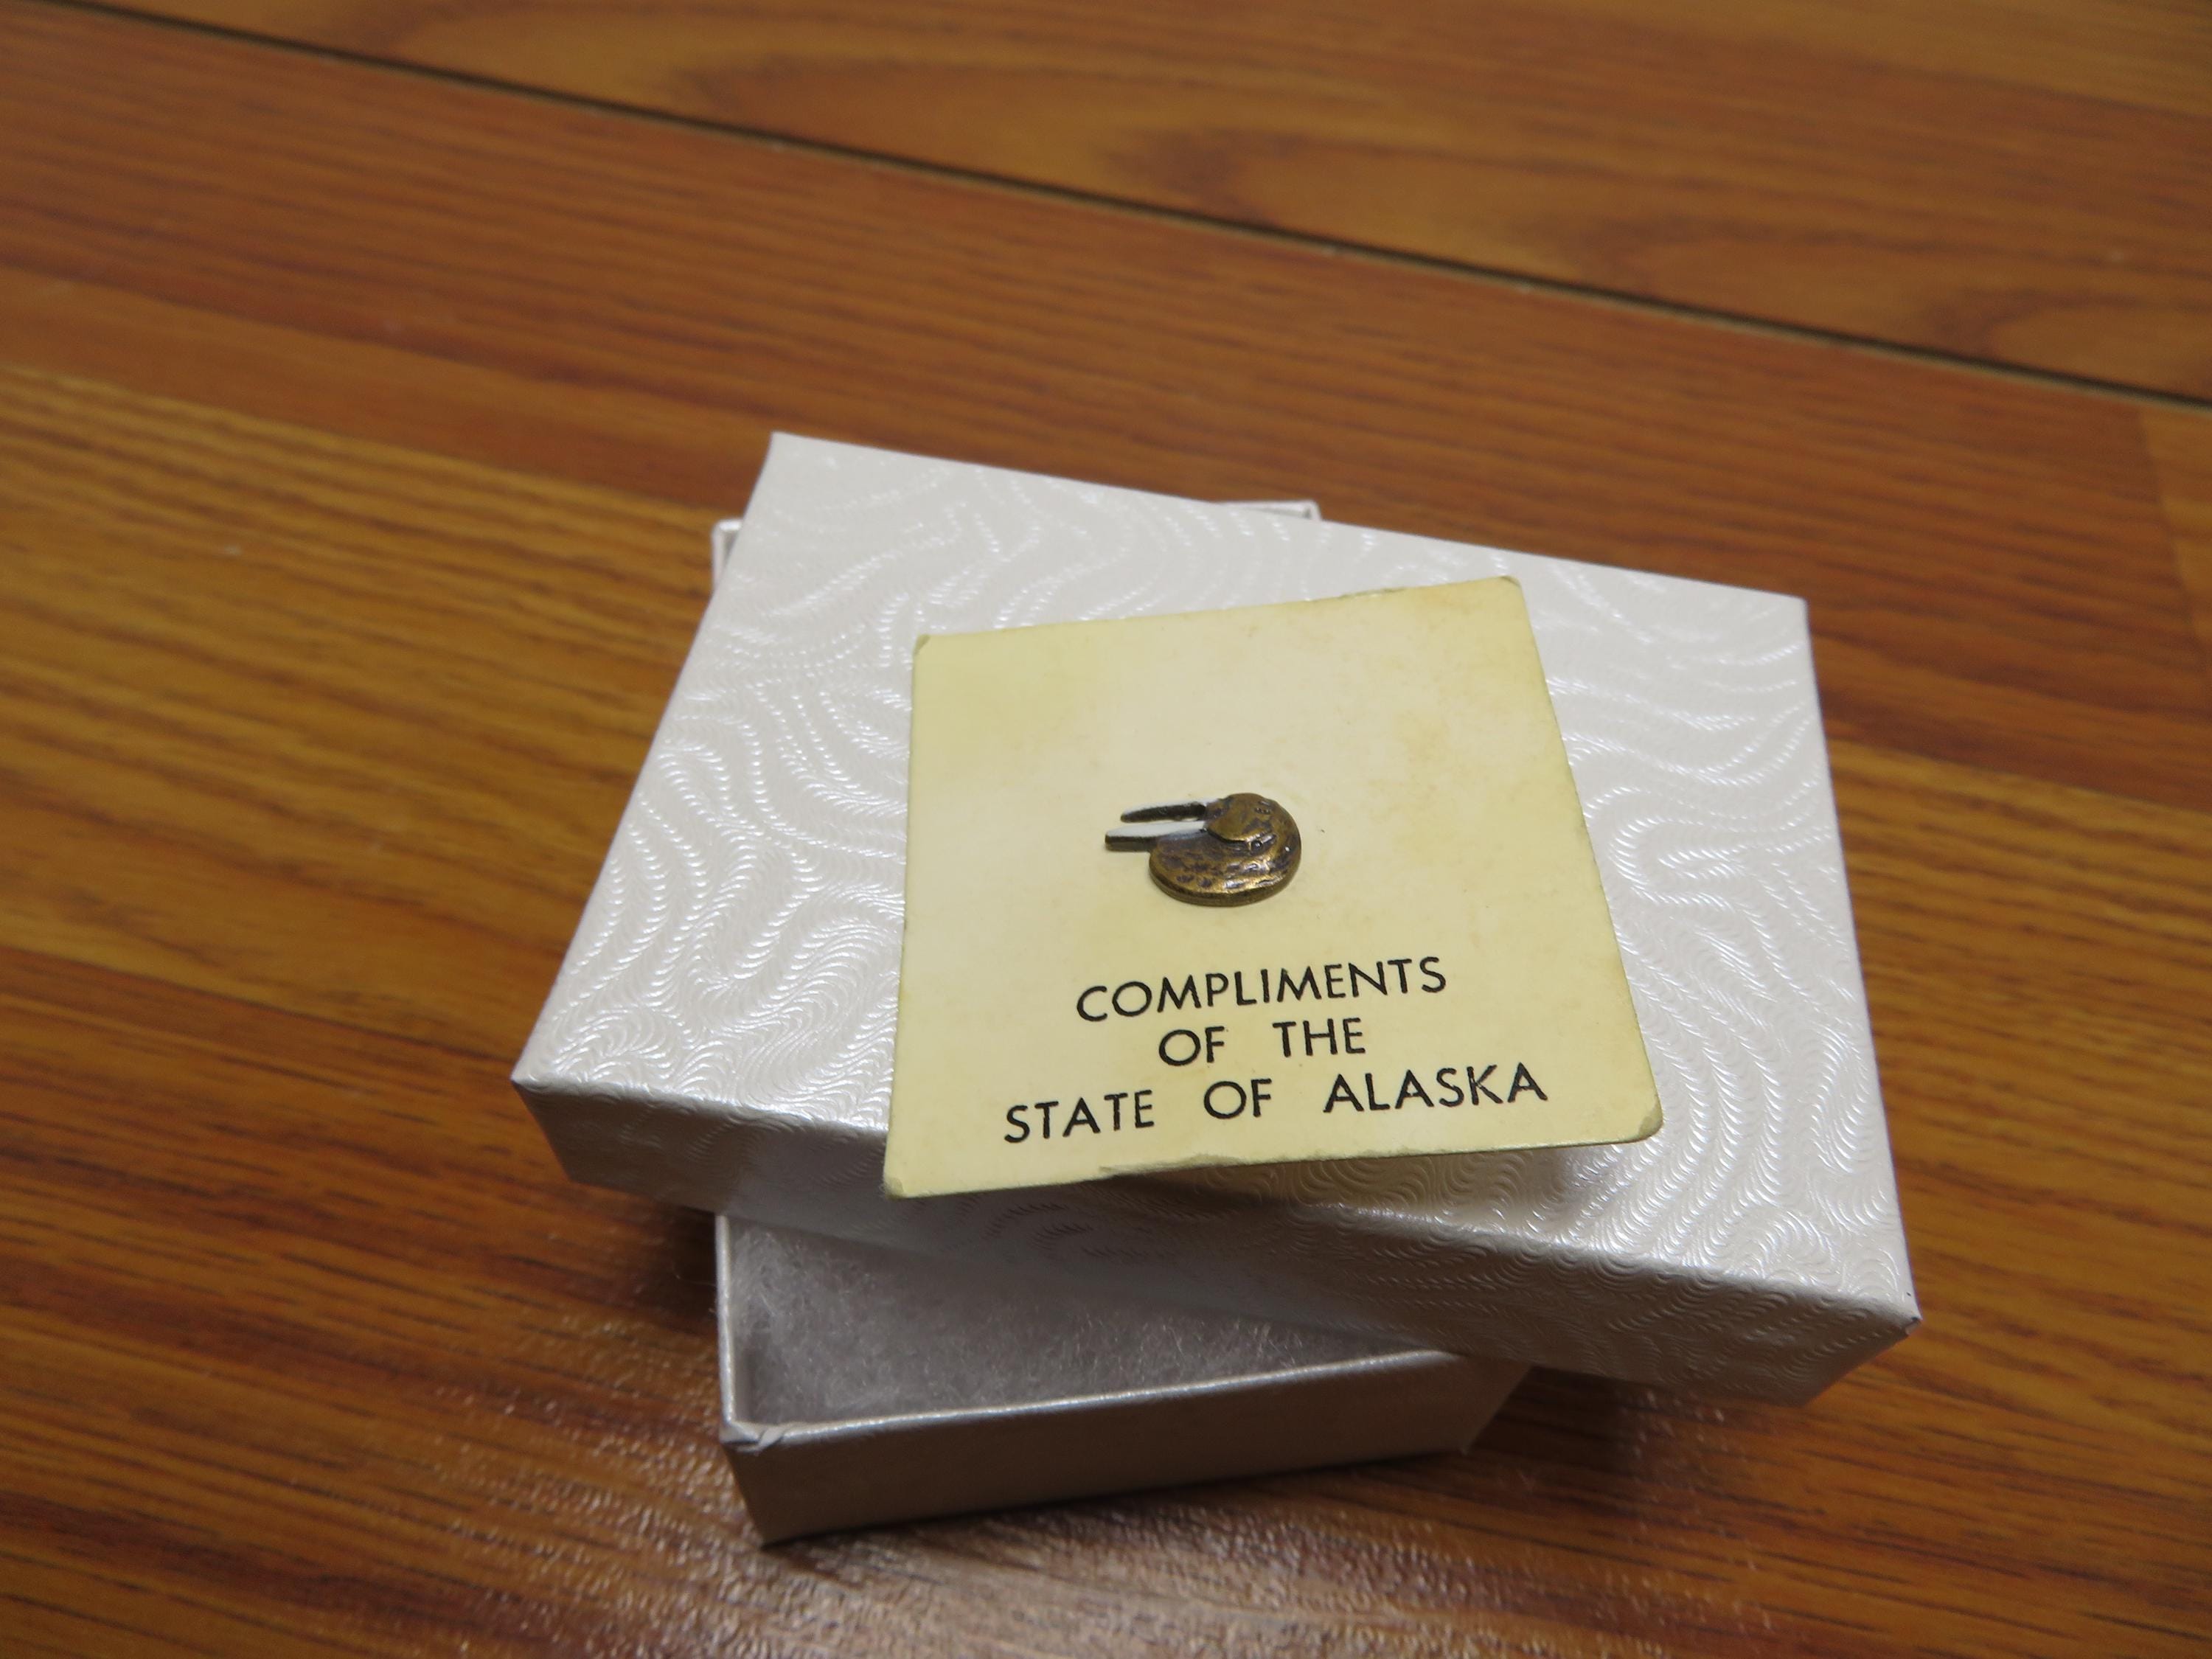 COMPLIMENTS
OF THE
STATE OF ALASKA